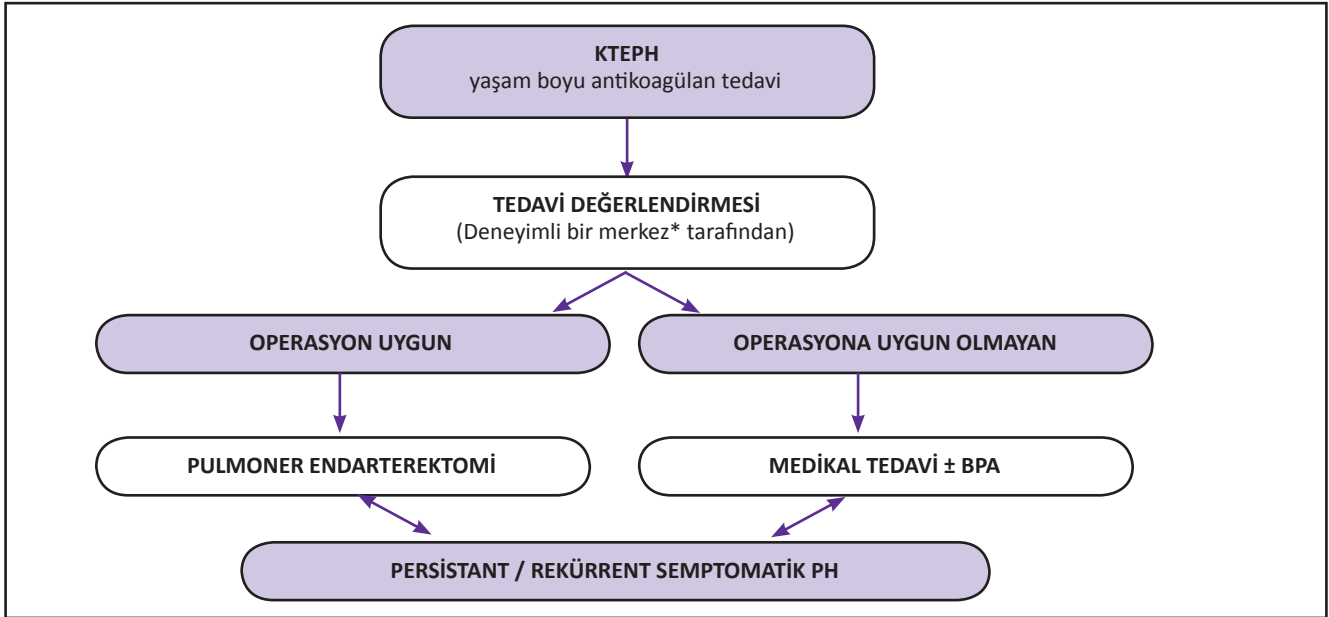 KTEPH
yaşam boyu antikoagülan tedavi
TEDAVİ DEĞERLENDİRMESİ
(Deneyimli bir merkez* tarafından)
OPERASYON UYGUN
OPERASYONA UYGUN OLMAYAN
PULMONER ENDARTEREKTOMİ
MEDİKAL TEDAVİ ± BPA
PERSİSTANT / REKÜRRENT SEMPTOMATİK PH